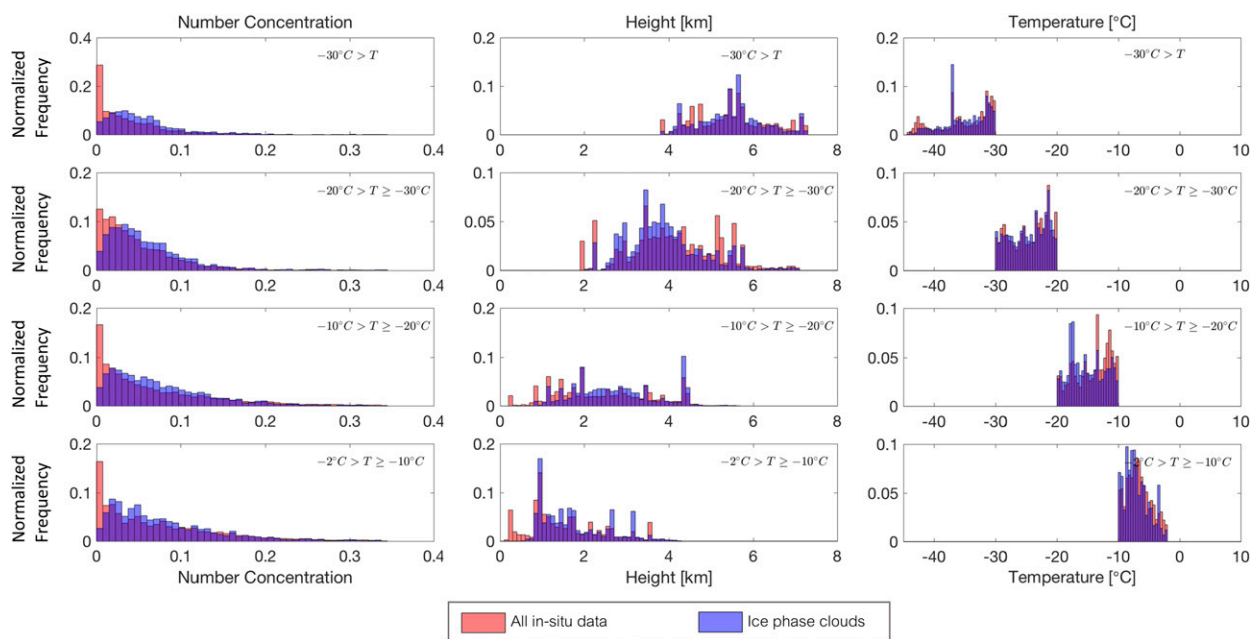 Number Concentration
Height [km]
Temperature [°C]
Normalized
Frequency
0.4
0.2
0
−30°C > T
0 0.1 0.2 0.3 0.4
0.2
0.1
0
−30°C > T
0 2 4 6 8
0.2
0.1
0
−30°C > T
-40 -30 -20 -10 0 10
Normalized
Frequency
0.2
0.1
0
−20°C > T ≥ −30°C
0 0.1 0.2 0.3 0.4
0.1
0.05
0
−20°C > T ≥ −30°C
0 2 4 6 8
0.1
0.05
0
−20°C > T ≥ −30°C
-40 -30 -20 -10 0 10
Normalized
Frequency
0.2
0.1
0
−10°C > T ≥ −20°C
0 0.1 0.2 0.3 0.4
0.2
0.1
0
−10°C > T ≥ −20°C
0 2 4 6 8
0.1
0.05
0
−10°C > T ≥ −20°C
-40 -30 -20 -10 0 10
Normalized
Frequency
0.2
0.1
0
−2°C > T ≥ −10°C
0 0.1 0.2 0.3 0.4
0.2
0.1
0
−2°C > T ≥ −10°C
0 2 4 6 8
0.1
0.05
0
−2°C > T ≥ −10°C
-40 -30 -20 -10 0 10
Number Concentration
Height [km]
Temperature [°C]
All in-situ data
Ice phase clouds